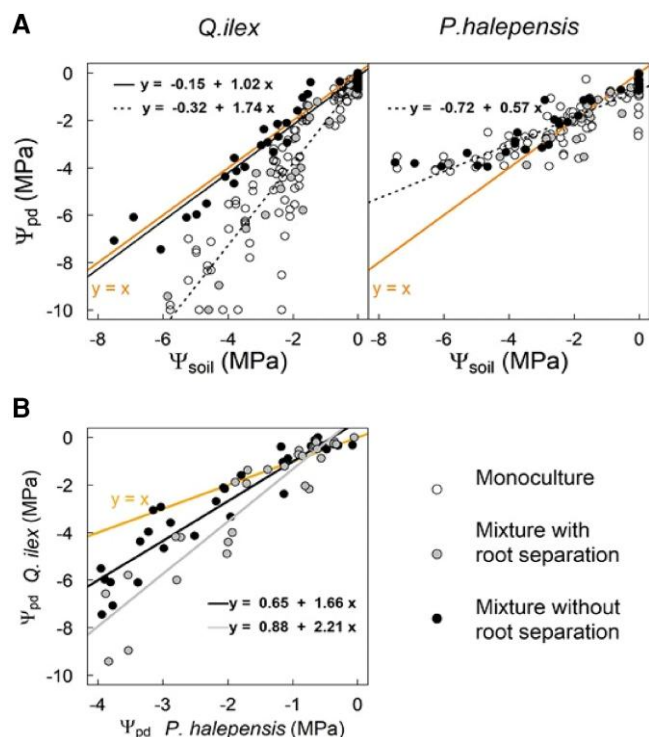 A
Q.ilex
P.halepensis
0
-2
-4
-6
-8
-10
Ψpd (MPa)
y = -0.15 + 1.02 x
y = -0.32 + 1.74 x
y = x
-8
-6
-4
-2
0
Ψsoil (MPa)
y = -0.72 + 0.57 x
y = x
-8
-6
-4
-2
0
Ψsoil (MPa)
B
0
-2
-4
-6
-8
-10
Ψpd Q. ilex (MPa)
y = x
y = 0.65 + 1.66 x
y = 0.88 + 2.21 x
-4
-3
-2
-1
0
Ψpd P. halepensis (MPa)
Monoculture
Mixture with
root separation
Mixture without
root separation